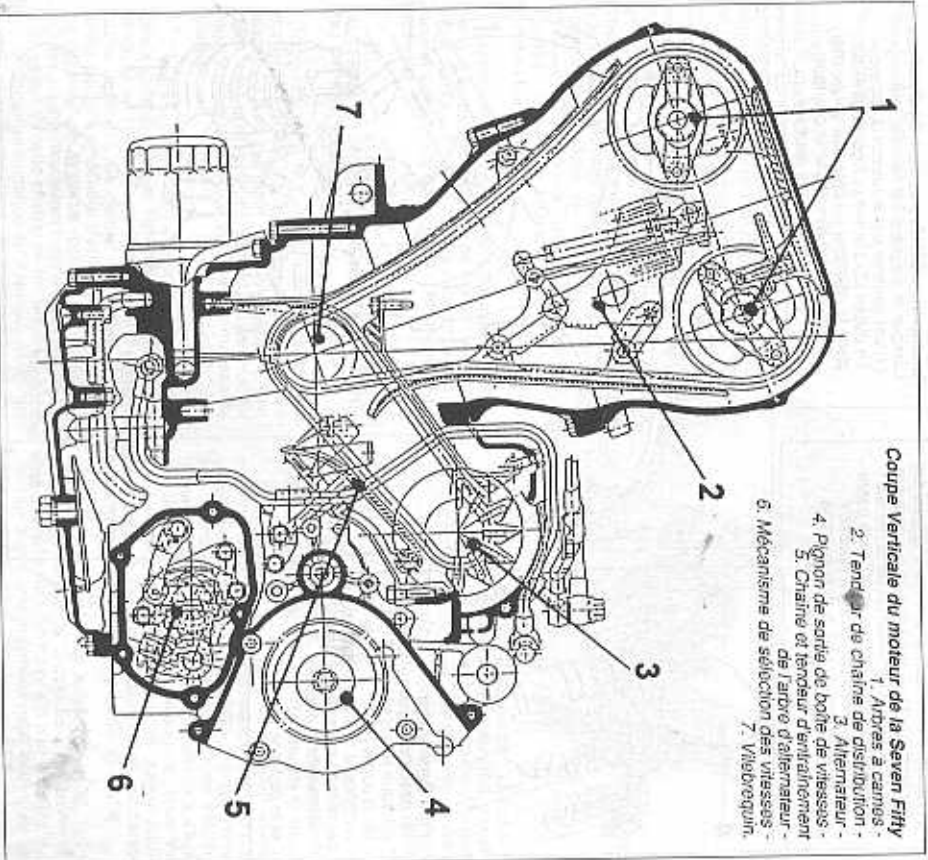 Coupe Verticale du moteur de la Seven Fifty
1. Arbres à cames -
2. Tendeur de chaîne de distribution -
3. Alternateur -
4. Pignon de sortie de boîte de vitesses -
5. Chaîne et tendeur d'entraînement
de l'arbre d'alternateur -
6. Mécanisme de sélection des vitesses -
7. Vilebrequin.
1
2
3
4
5
6
7